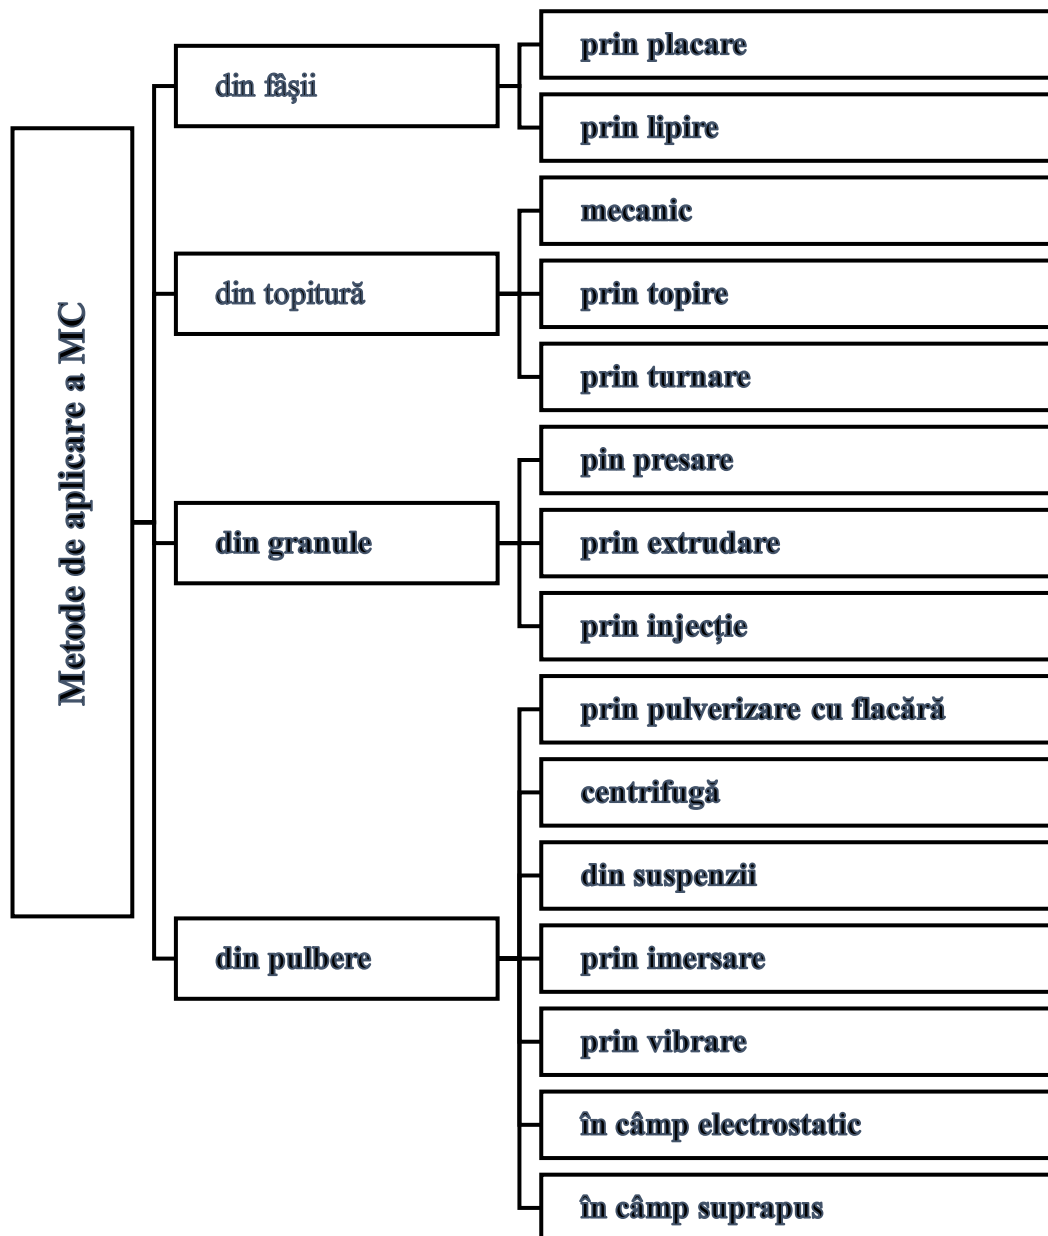 Metode de aplicare a MC
din fâșii
prin placare
prin lipire
din topitură
mecanic
prin topire
prin turnare
din granule
pin presare
prin extrudare
prin injecție
din pulbere
prin pulverizare cu flacără
centrifugă
din suspenzii
prin imersare
prin vibrare
în câmp electrostatic
în câmp suprapus